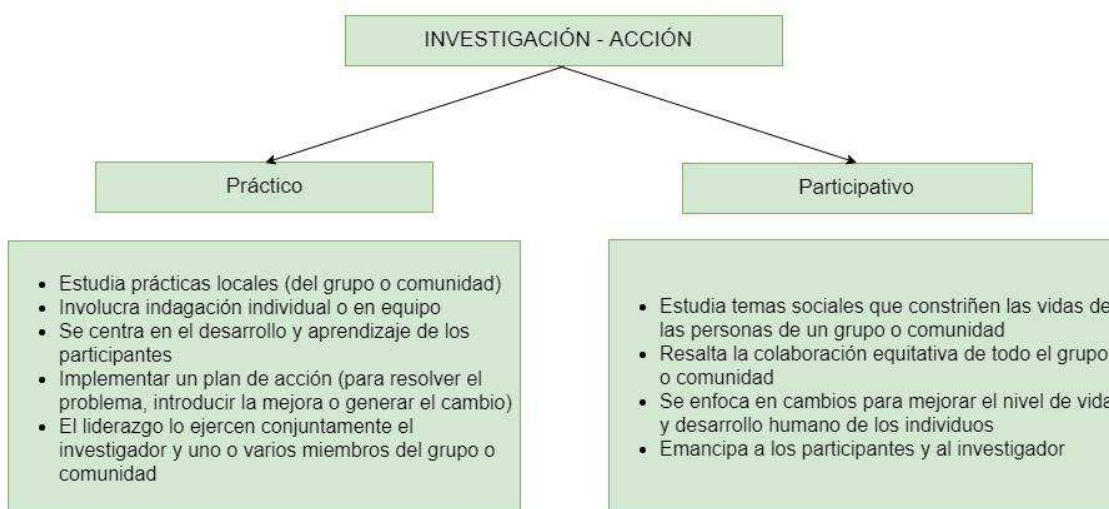 INVESTIGACIÓN - ACCIÓN
Práctico
Participativo
• Estudia prácticas locales (del grupo o comunidad)
• Involucra indagación individual o en equipo
• Se centra en el desarrollo y aprendizaje de los
participantes
• Implementar un plan de acción (para resolver el
problema, introducir la mejora o generar el cambio)
• El liderazgo lo ejercen conjuntamente el
investigador y uno o varios miembros del grupo o
comunidad
• Estudia temas sociales que constriñen las vidas de
las personas de un grupo o comunidad
• Resalta la colaboración equitativa de todo el grupo
o comunidad
• Se enfoca en cambios para mejorar el nivel de vida
y desarrollo humano de los individuos
• Emancipa a los participantes y al investigador